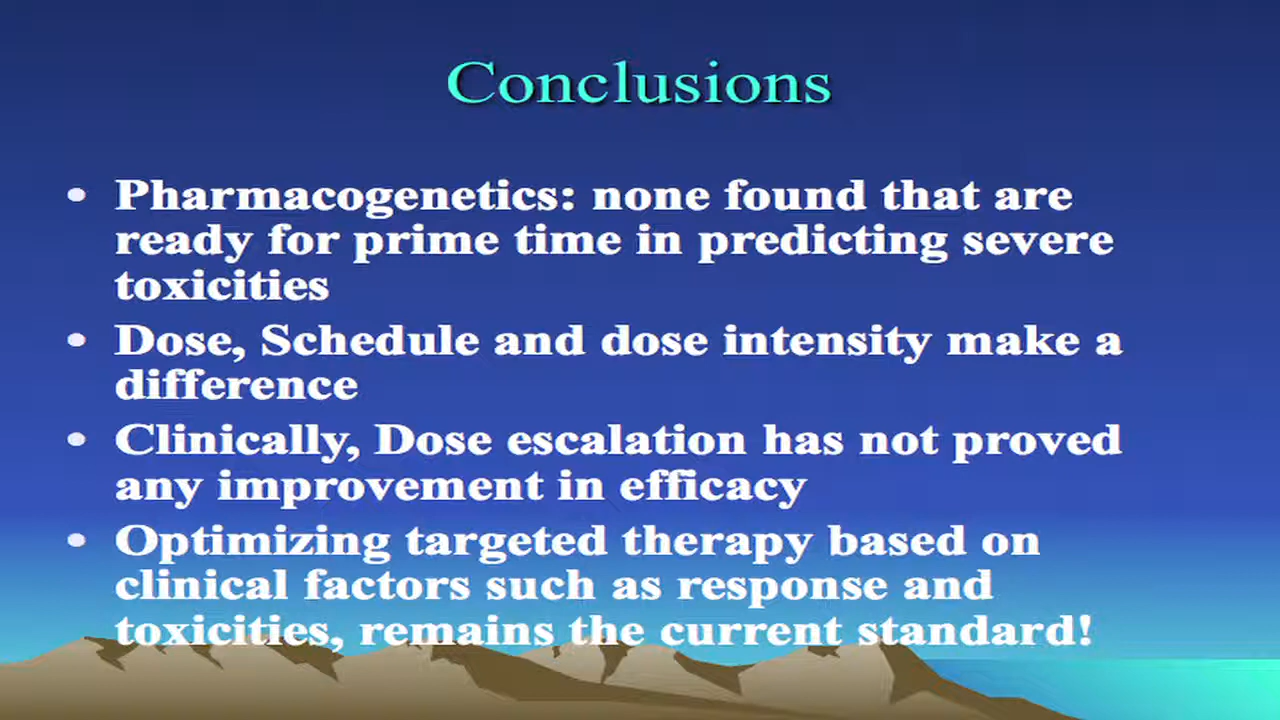 Conclusions
• Pharmacogenetics: none found that are
ready for prime time in predicting severe
toxicities
• Dose, Schedule and dose intensity make a
difference
• Clinically, Dose escalation has not proved
any improvement in efficacy
• Optimizing targeted therapy based on
clinical factors such as response and
toxicities, remains the current standard!